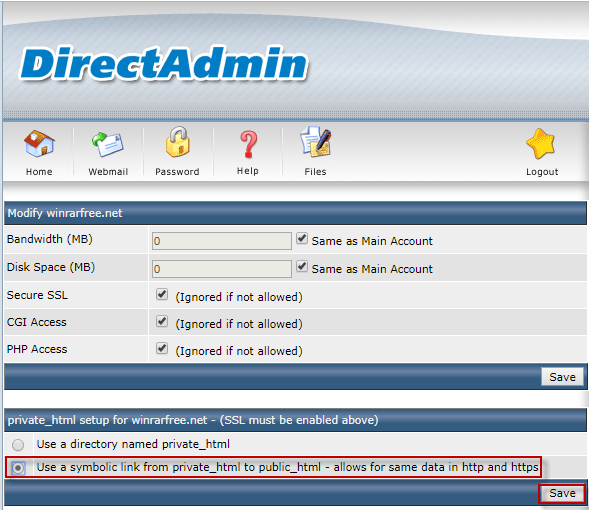 DirectAdmin
Home Webmail Password Help Files Logout
Modify winrarfree.net
Bandwidth (MB) 0 Same as Main Account
Disk Space (MB) 0 Same as Main Account
Secure SSL (Ignored if not allowed)
CGI Access (Ignored if not allowed)
PHP Access (Ignored if not allowed)
Save
private_html setup for winrarfree.net - (SSL must be enabled above)
Use a directory named private_html
Use a symbolic link from private_html to public_html - allows for same data in http and https
Save